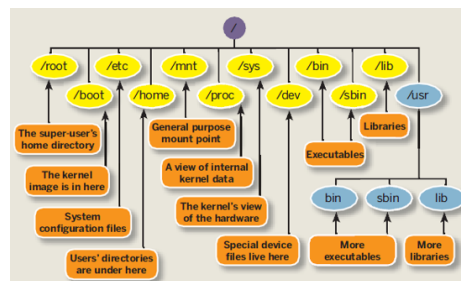 /
/root
/etc
/mnt
/sys
/bin
/lib
/boot
/home
/proc
/dev
/sbin
/usr
The super-user's
home directory
General purpose
mount point
Libraries
Executables
The kernel
image is in here
A view of internal
kernel data
bin
sbin
lib
System
configuration files
The kernel's view
of the hardware
Users' directories
are under here
Special device
files live here
More
executables
More
libraries